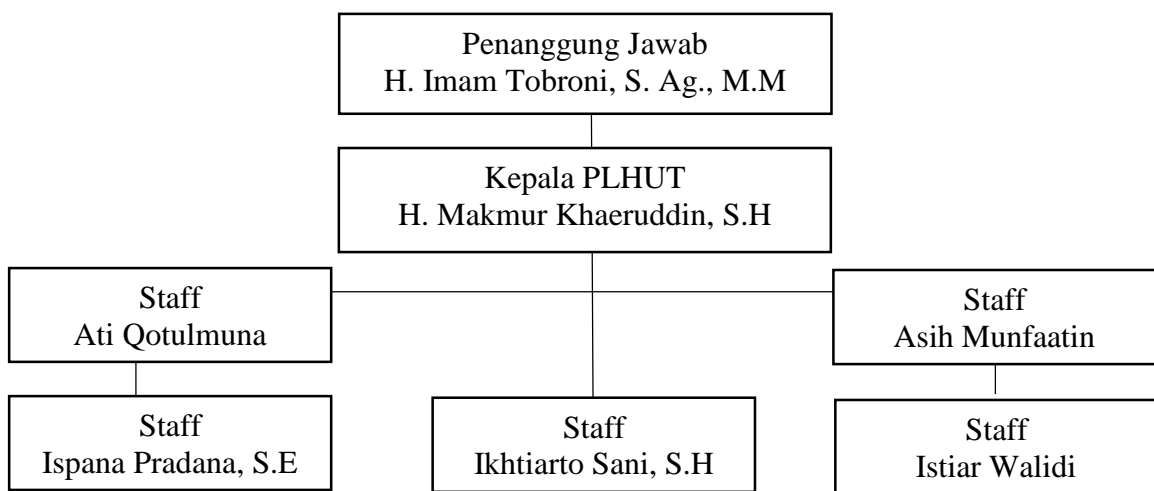 Penanggung Jawab
H. Imam Tobroni, S. Ag., M.M
Kepala PLHUT
H. Makmur Khaeruddin, S.H
Staff
Ati Qotulmuna
Staff
Asih Munfaatin
Staff
Ispana Pradana, S.E
Staff
Ikhtiarto Sani, S.H
Staff
Istiar Walidi